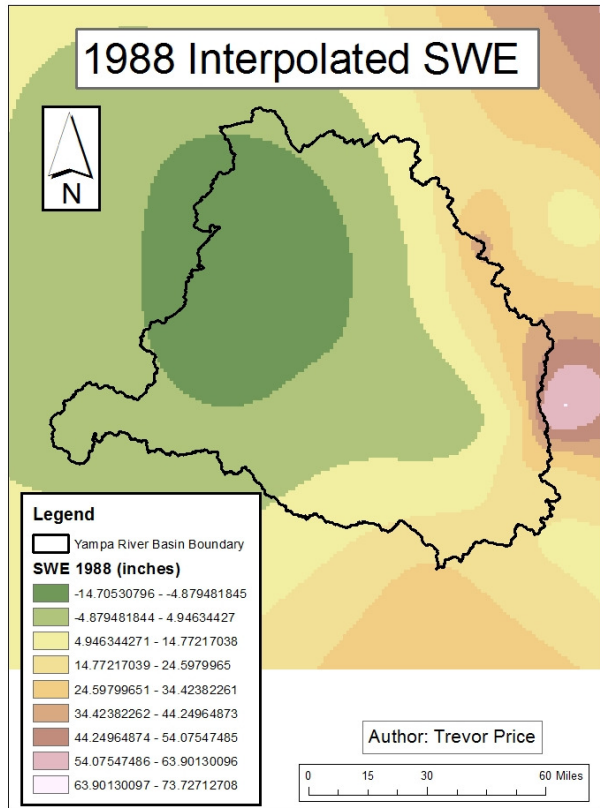 1988 Interpolated SWE
N
Legend
Yampa River Basin Boundary
SWE 1988 (inches)
-14.70530796 - -4.879481845
-4.879481844 - 4.94634427
4.946344271 - 14.77217038
14.77217039 - 24.5979965
24.59799651 - 34.42382261
34.42382262 - 44.24964873
44.24964874 - 54.07547485
54.07547486 - 63.90130096
63.90130097 - 73.72712708
Author: Trevor Price
0 15 30 60 Miles